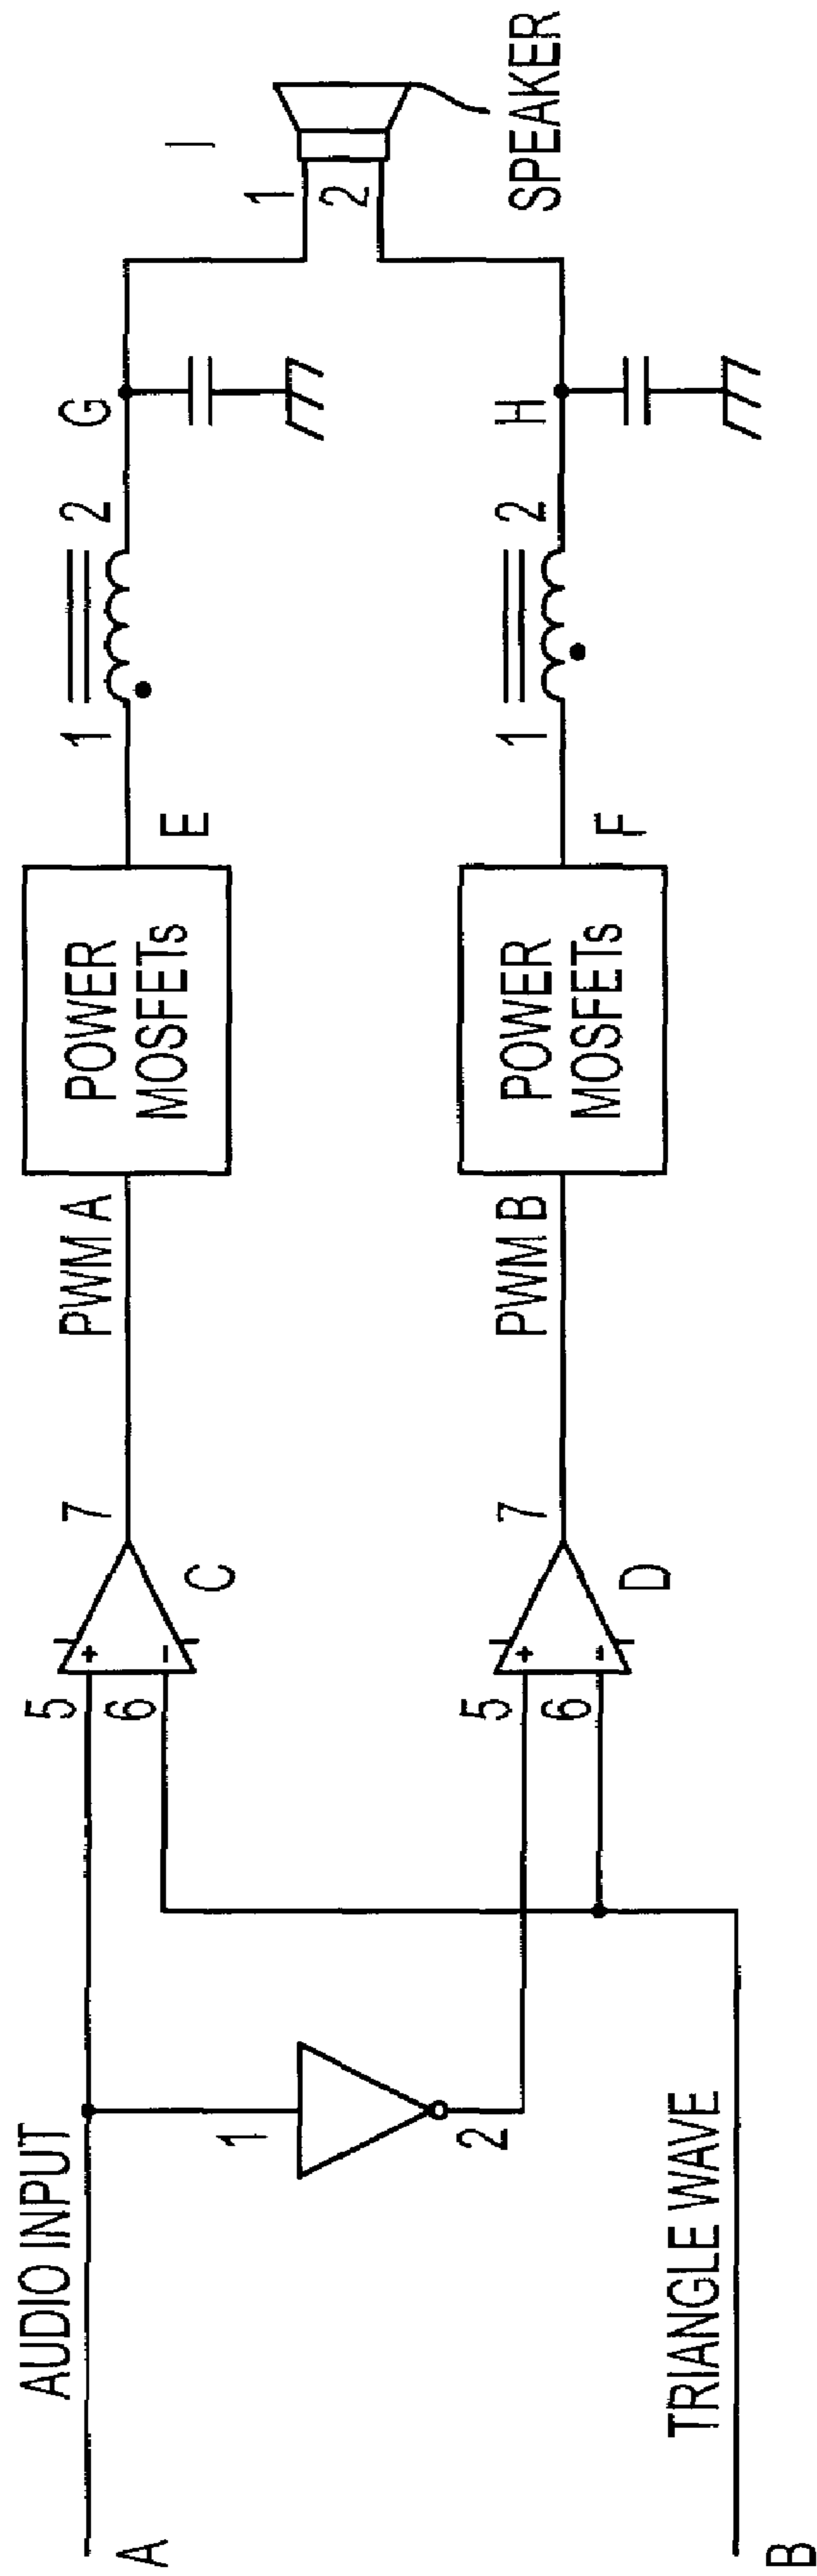 A
AUDIO INPUT
1
2
5
6
+
-
C
7
PWM A
POWER
MOSFETs
E
1
2
G
1
2
I
SPEAKER
B
TRIANGLE WAVE
5
6
+
-
D
7
PWM B
POWER
MOSFETs
F
1
2
H